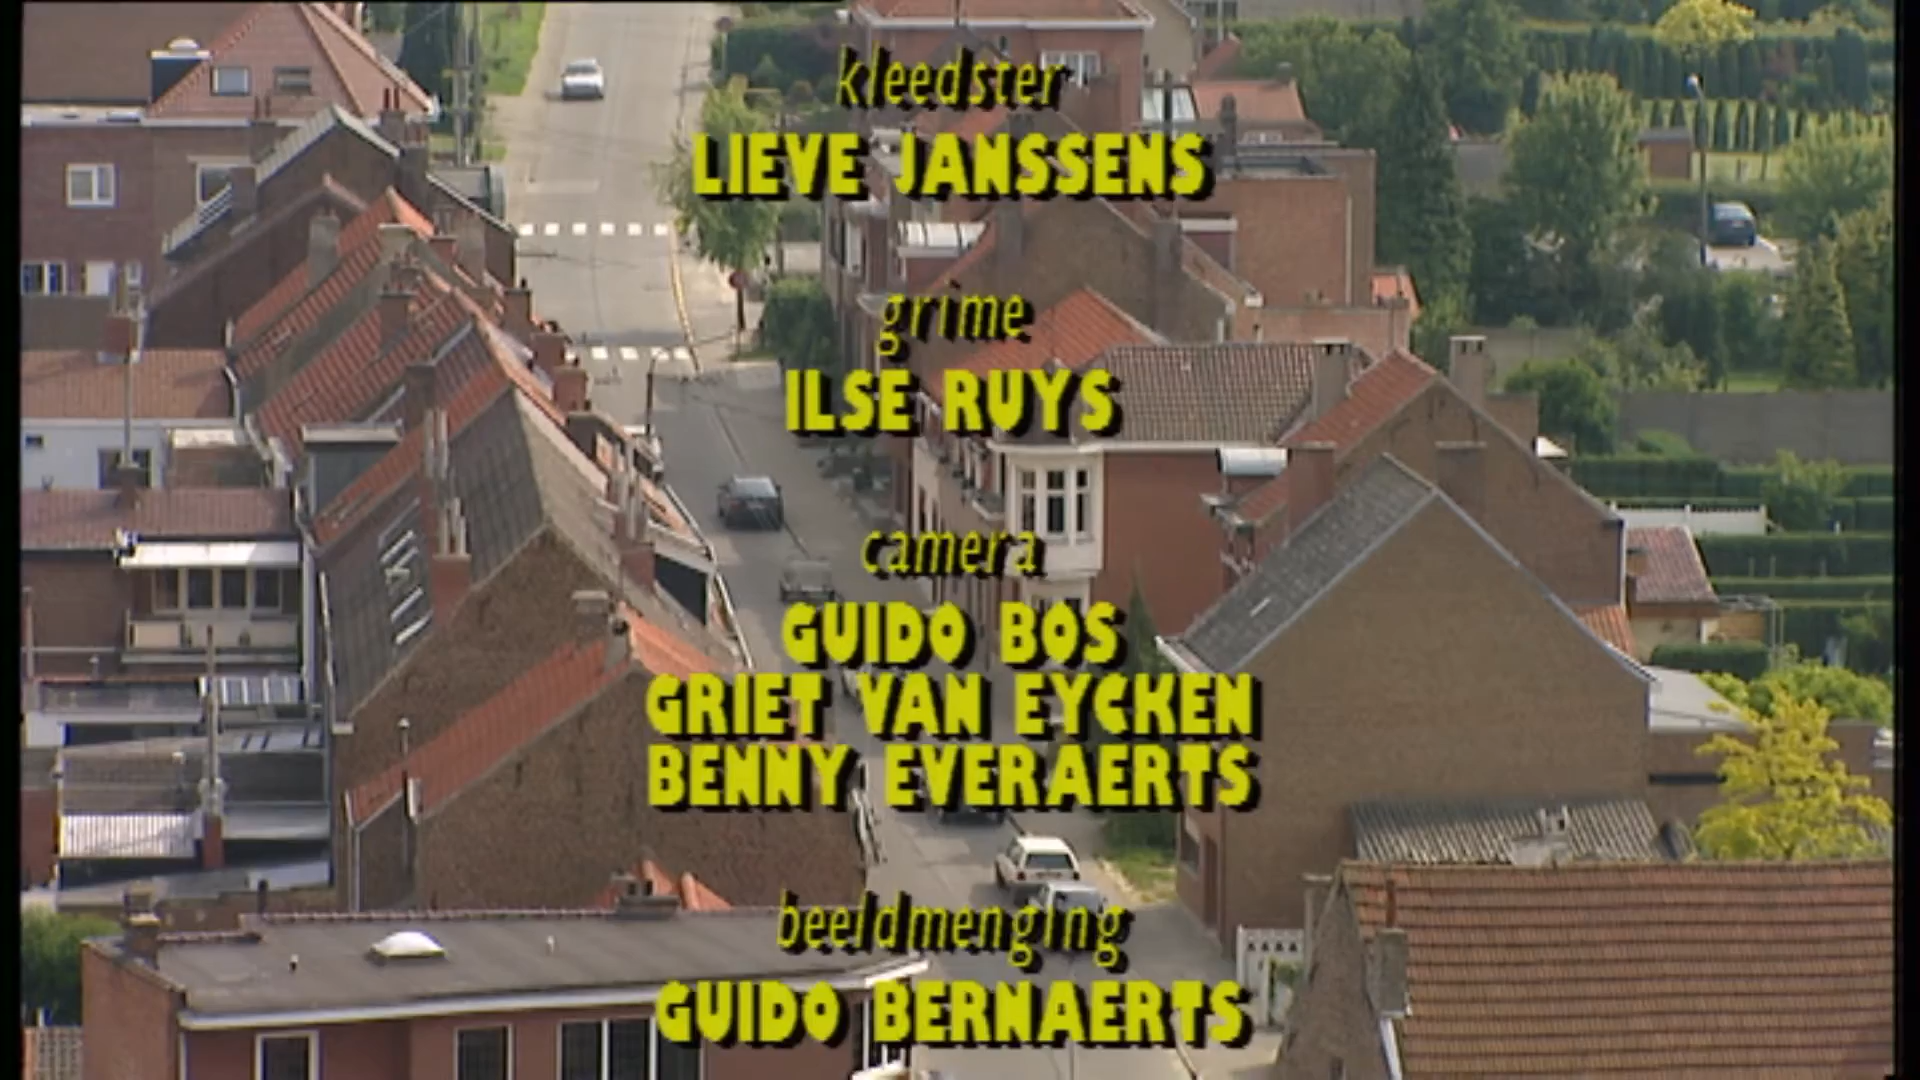 kleedster
LIEVE JANSSENS
grime
ILSE RUYS
camera
GUIDO BOS
GRIET VAN EYCKEN
BENNY EVERAERTS
beeldmenging
GUIDO BERNAERTS